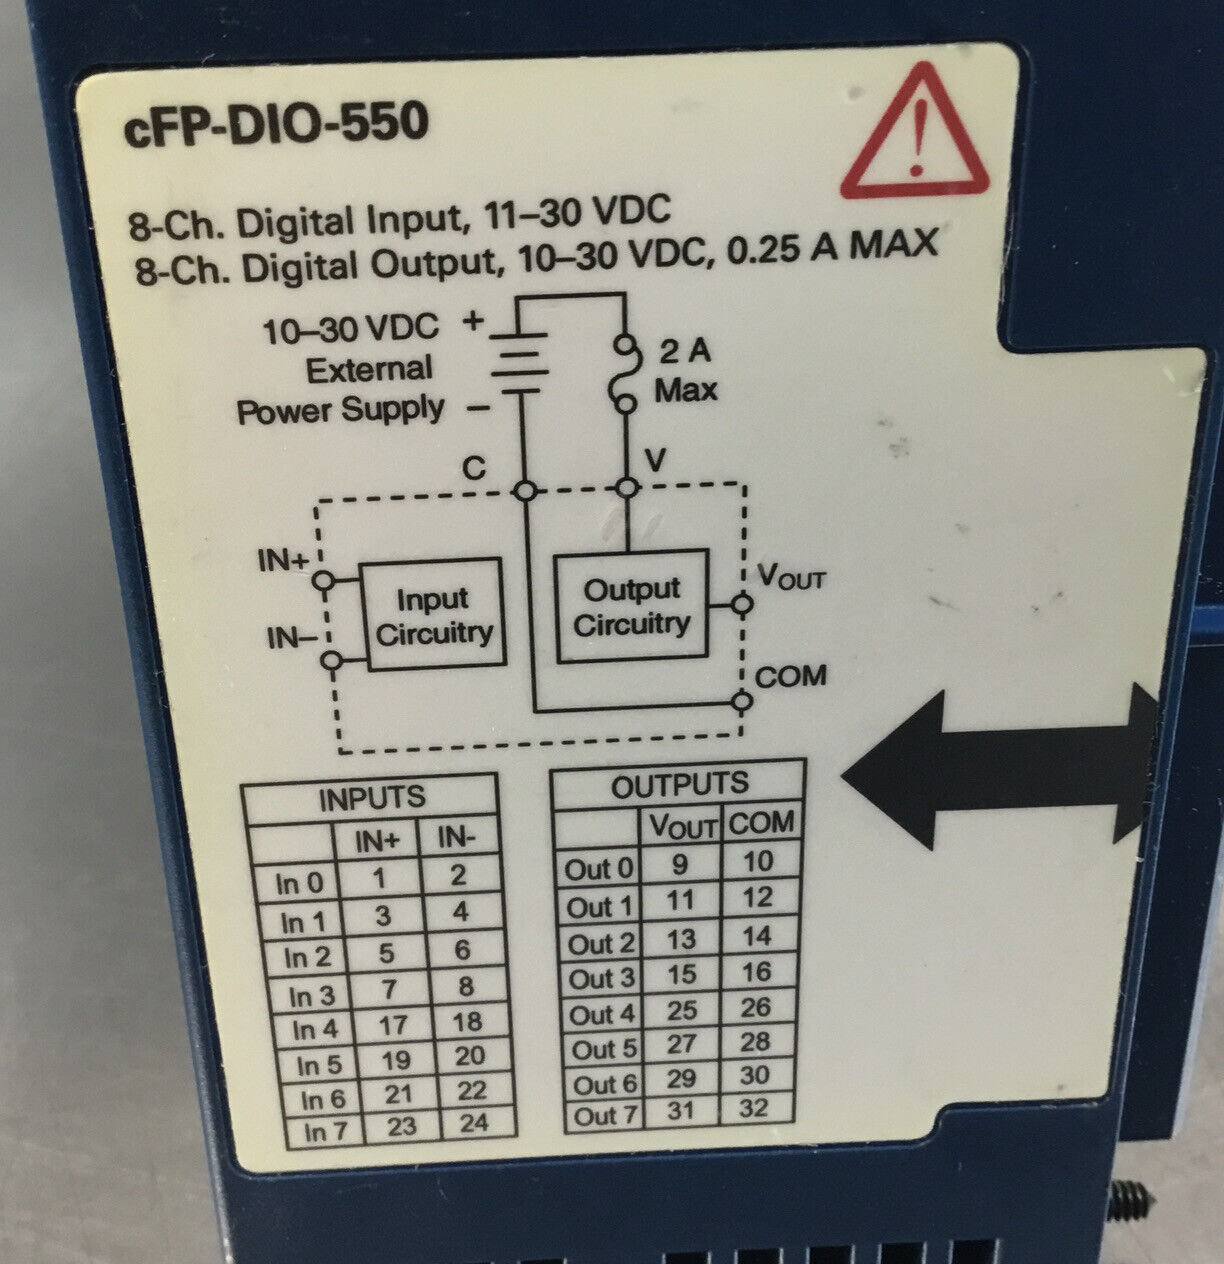 cFP-DIO-550
8-Ch. Digital Input, 11–30 VDC
8-Ch. Digital Output, 10–30 VDC, 0.25 A MAX
10–30 VDC +
External
Power Supply –
2 A
Max
C
V
IN+
IN–
Input
Circuitry
Output
Circuitry
VOUT
COM
INPUTS
IN+ IN-
In 0 1 2
In 1 3 4
In 2 5 6
In 3 7 8
In 4 17 18
In 5 19 20
In 6 21 22
In 7 23 24
OUTPUTS
VOUT COM
Out 0 9 10
Out 1 11 12
Out 2 13 14
Out 3 15 16
Out 4 25 26
Out 5 27 28
Out 6 29 30
Out 7 31 32